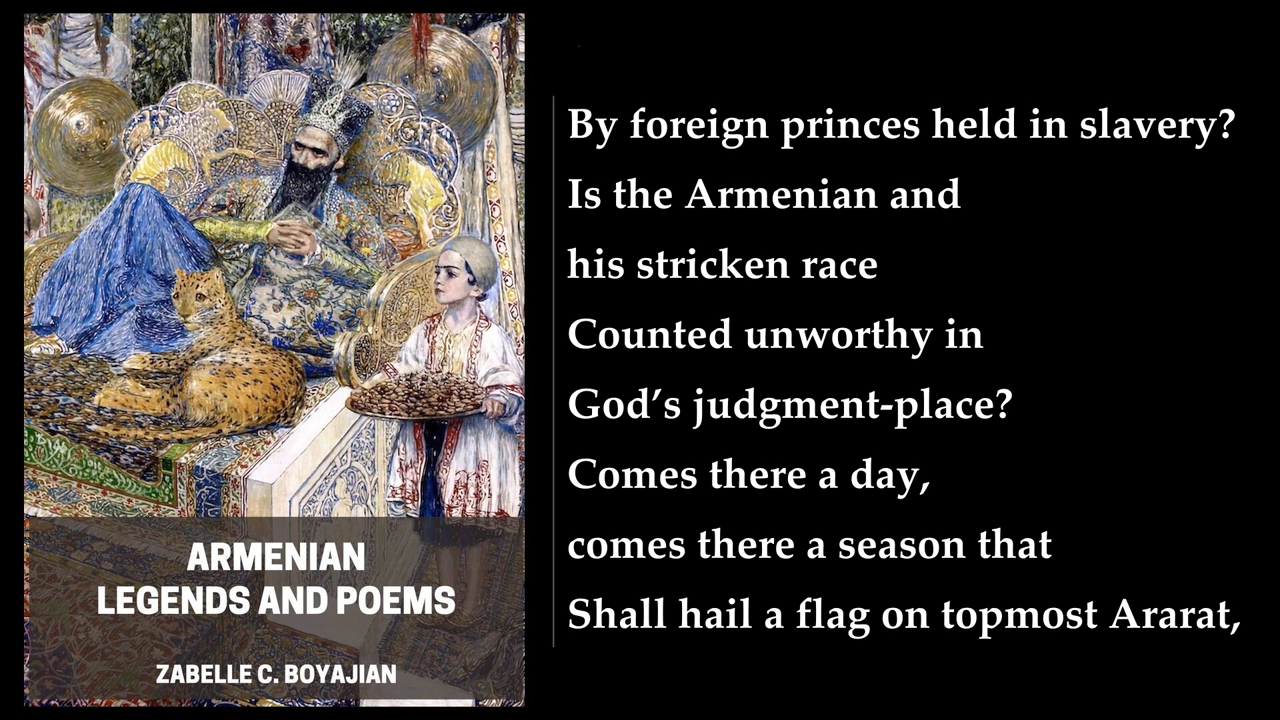 By foreign princes held in slavery?
Is the Armenian and
his stricken race
Counted unworthy in
God’s judgment-place?
Comes there a day,
comes there a season that
Shall hail a flag on topmost Ararat,
ARMENIAN
LEGENDS AND POEMS
ZABELLE C. BOYAJIAN